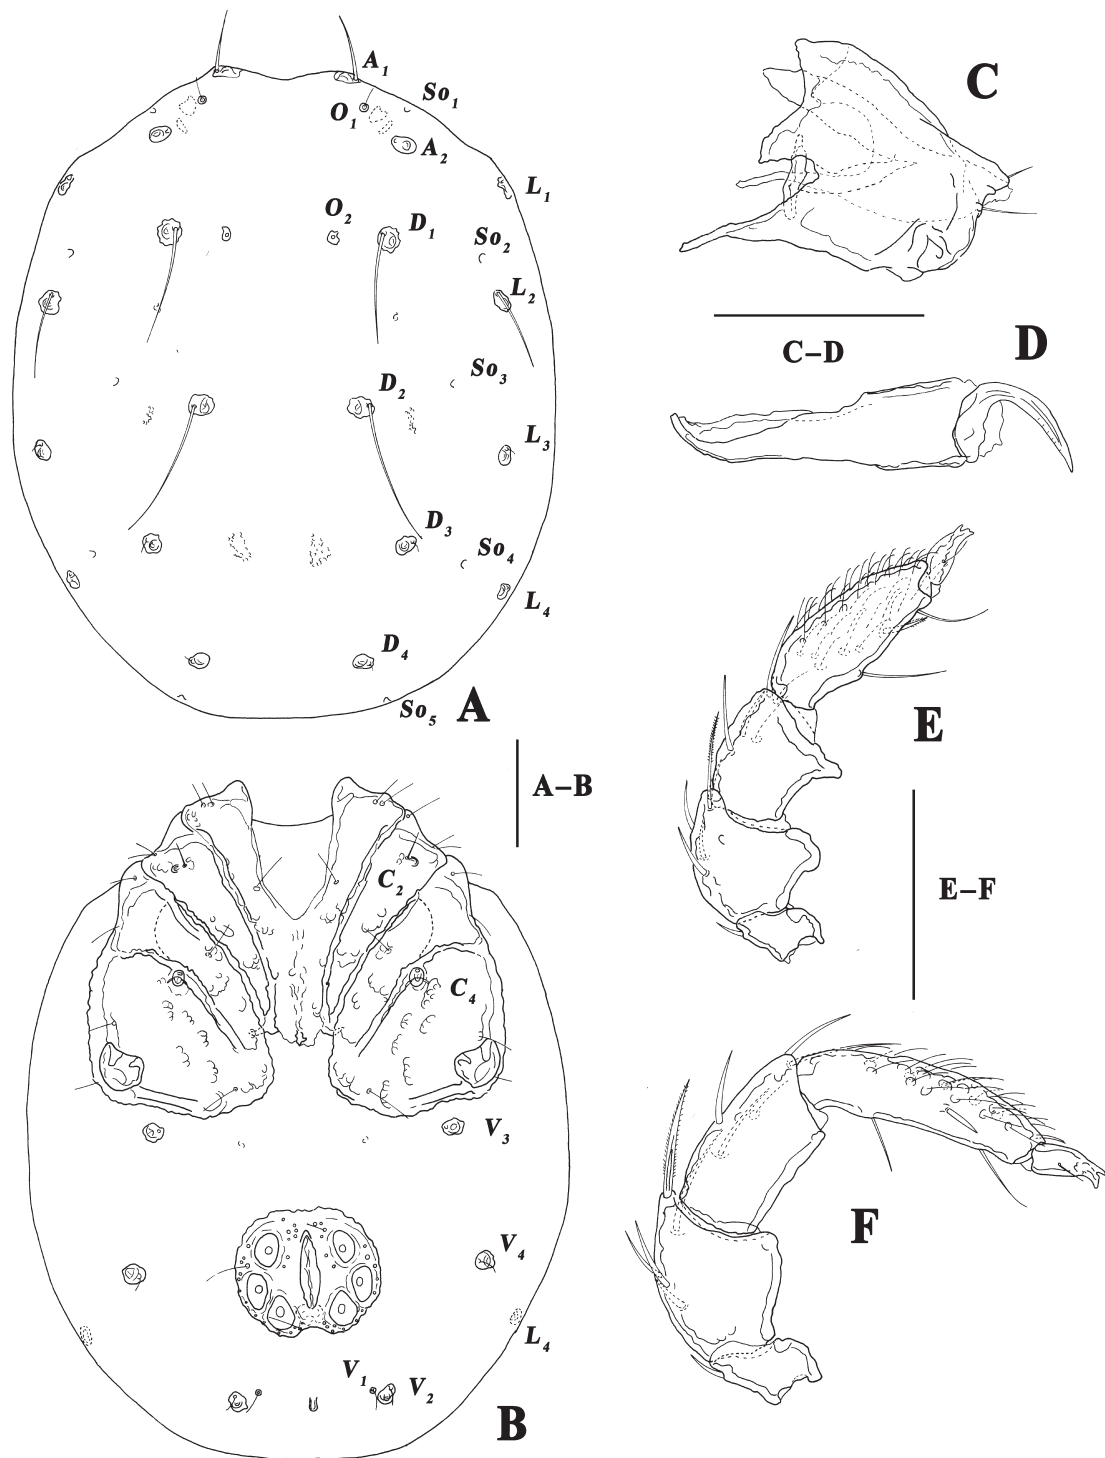 A₁
So₁
O₁
A₂
L₁
O₂
D₁
So₂
L₂
So₃
D₂
L₃
D₃
So₄
L₄
D₄
So₅
A
A–B
C₂
C₄
V₃
V₄
L₄
V₁
V₂
B
C
C–D
D
E
E–F
F